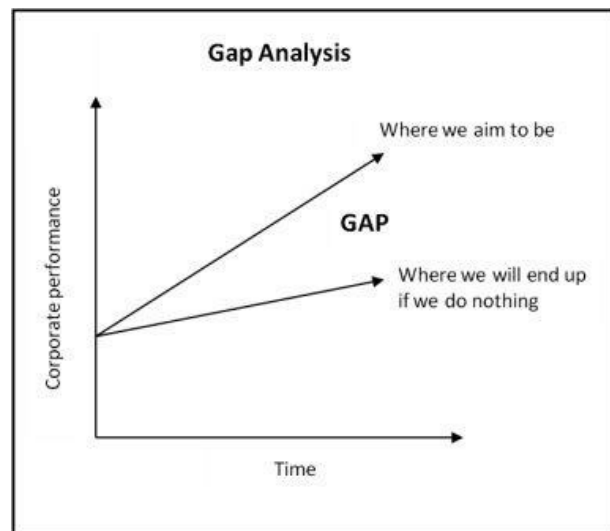 Gap Analysis
Where we aim to be
GAP
Where we will end up
if we do nothing
Corporate performance
Time